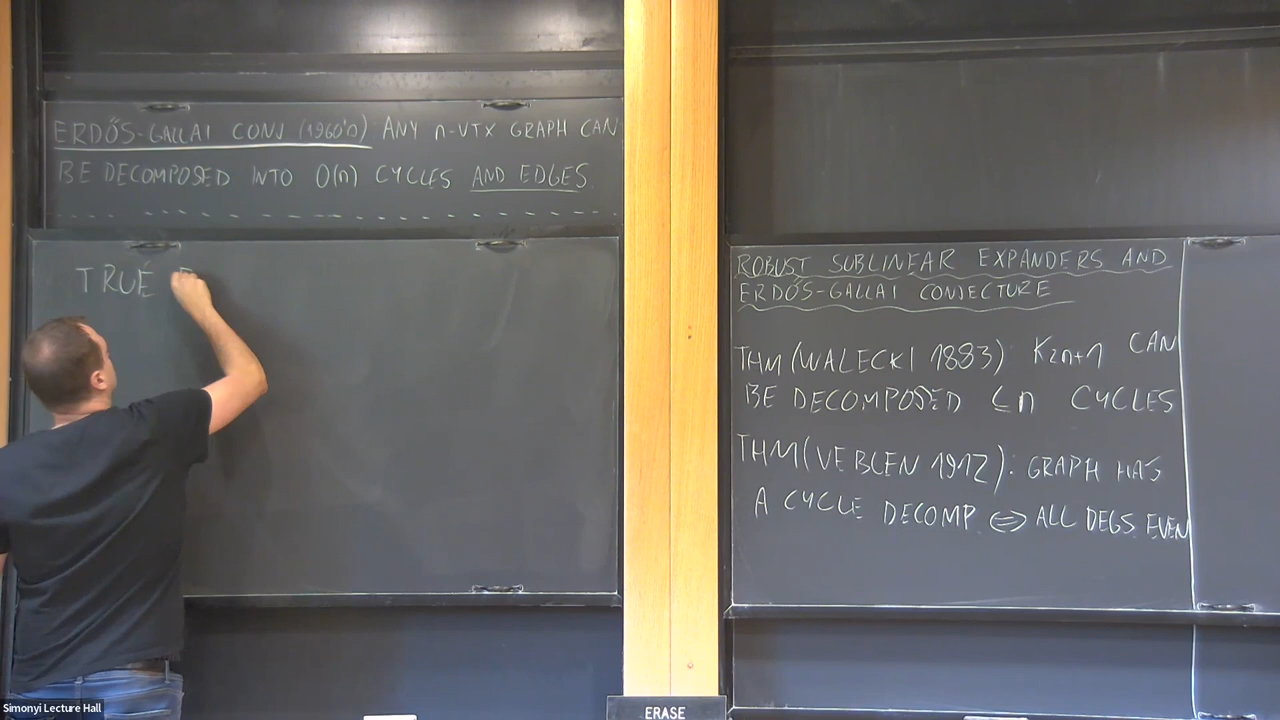 ERDŐS-GALLAI CONJ (1960's) ANY n-VTX GRAPH CAN
BE DECOMPOSED INTO O(n) CYCLES AND EDGES.
TRUE
ROBUST SUBLINEAR EXPANDERS AND
ERDŐS-GALLAI CONJECTURE
THM (WALECKI 1883) K2n+1 CAN
BE DECOMPOSED ≤n CYCLES
THM (VEBLEN 1912): GRAPH HAS
A CYCLE DECOMP ⇔ ALL DEGS EVEN
Simonyi Lecture Hall
ERASE